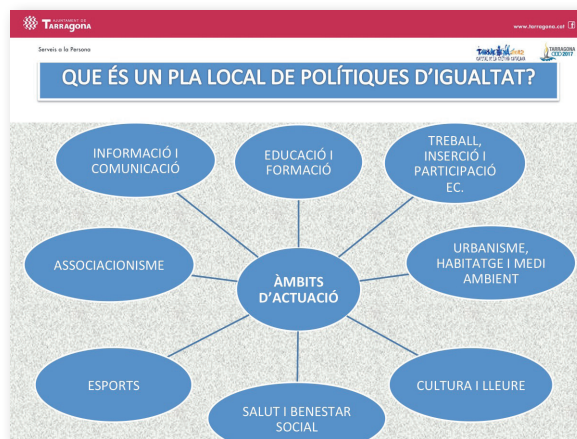 AJUNTAMENT DE
TARRAGONA
www.tarragona.cat
Serveis a la Persona
TARRAGONA
2017
QUE ÉS UN PLA LOCAL DE POLÍTIQUES D'IGUALTAT?
INFORMACIÓ I
COMUNICACIÓ
EDUCACIÓ I
FORMACIÓ
TREBALL,
INSERCIÓ I
PARTICIPACIÓ
EC.
ASSOCIACIONISME
ÀMBITS
D'ACTUACIÓ
URBANISME,
HABITATGE I MEDI
AMBIENT
ESPORTS
SALUT I BENESTAR
SOCIAL
CULTURA I LLEURE